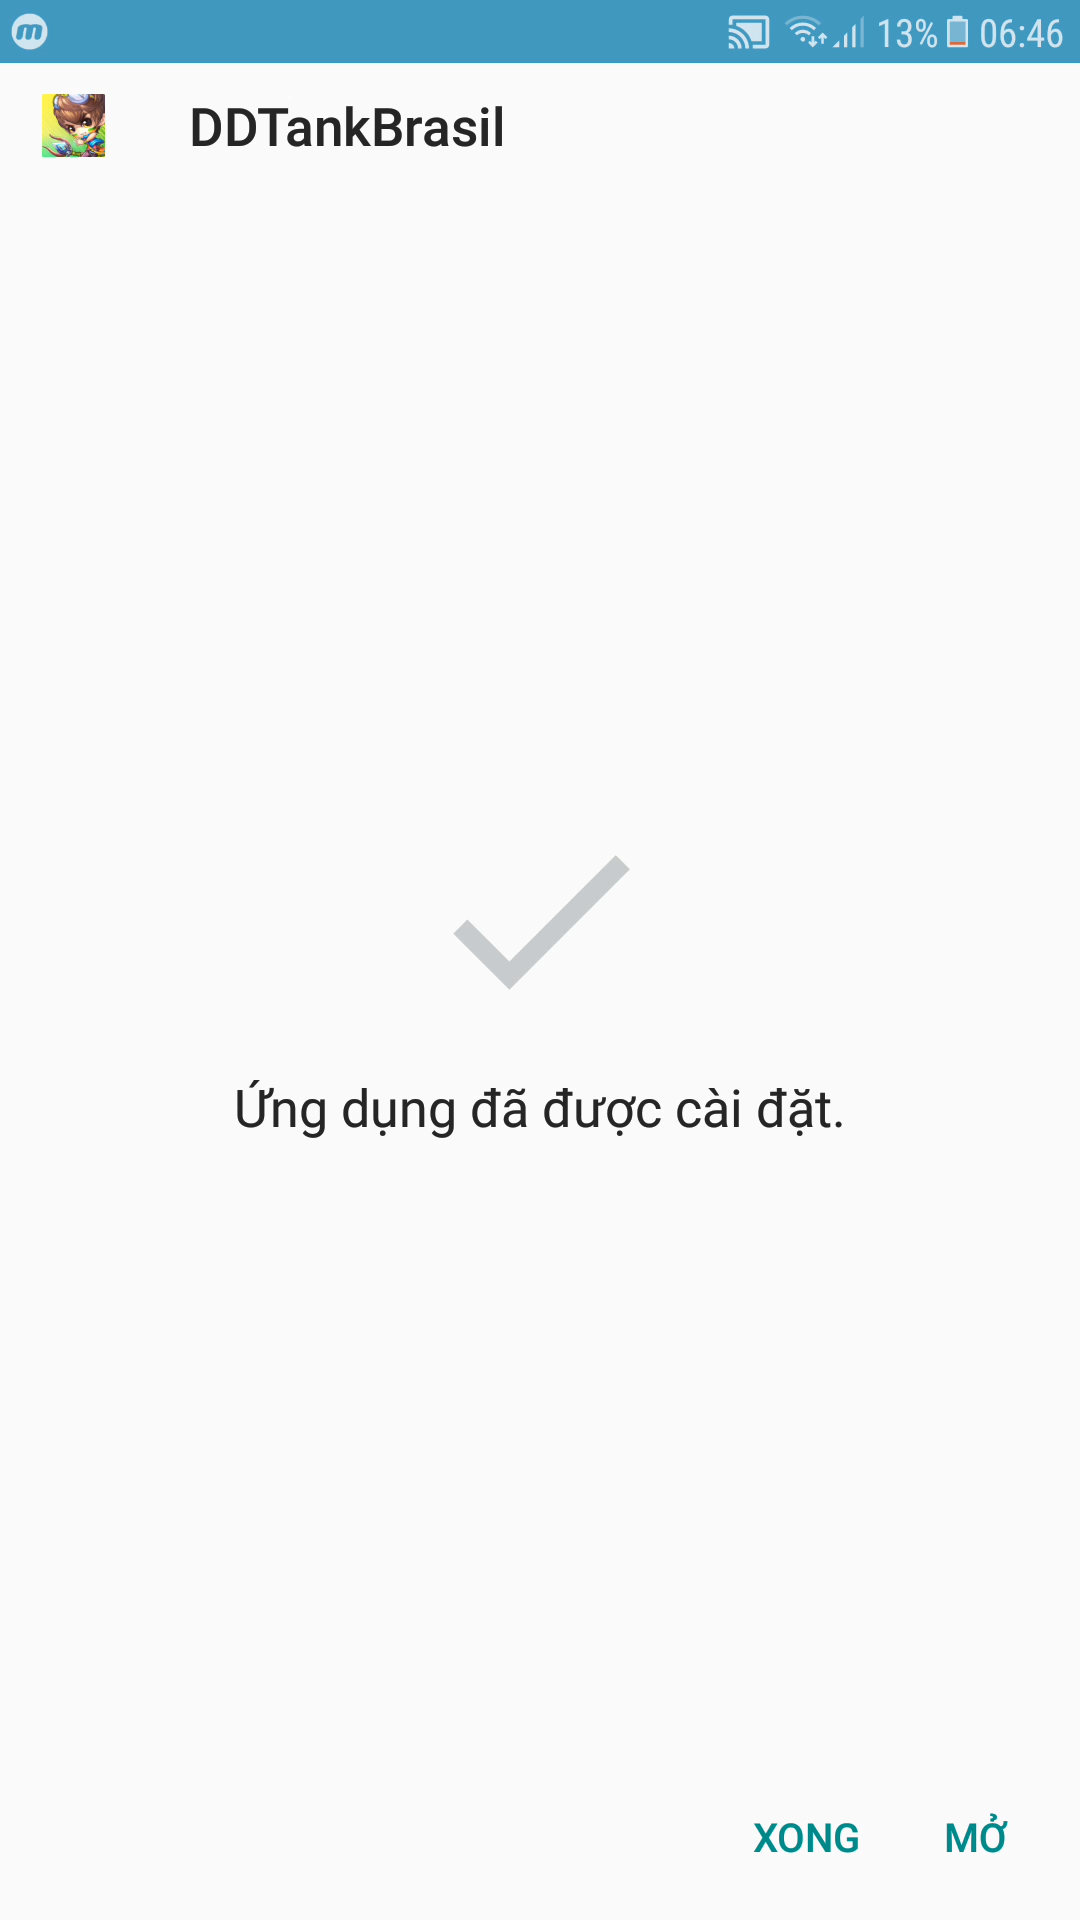 13% 06:46
DDTankBrasil
Ứng dụng đã được cài đặt.
XONG MỞ